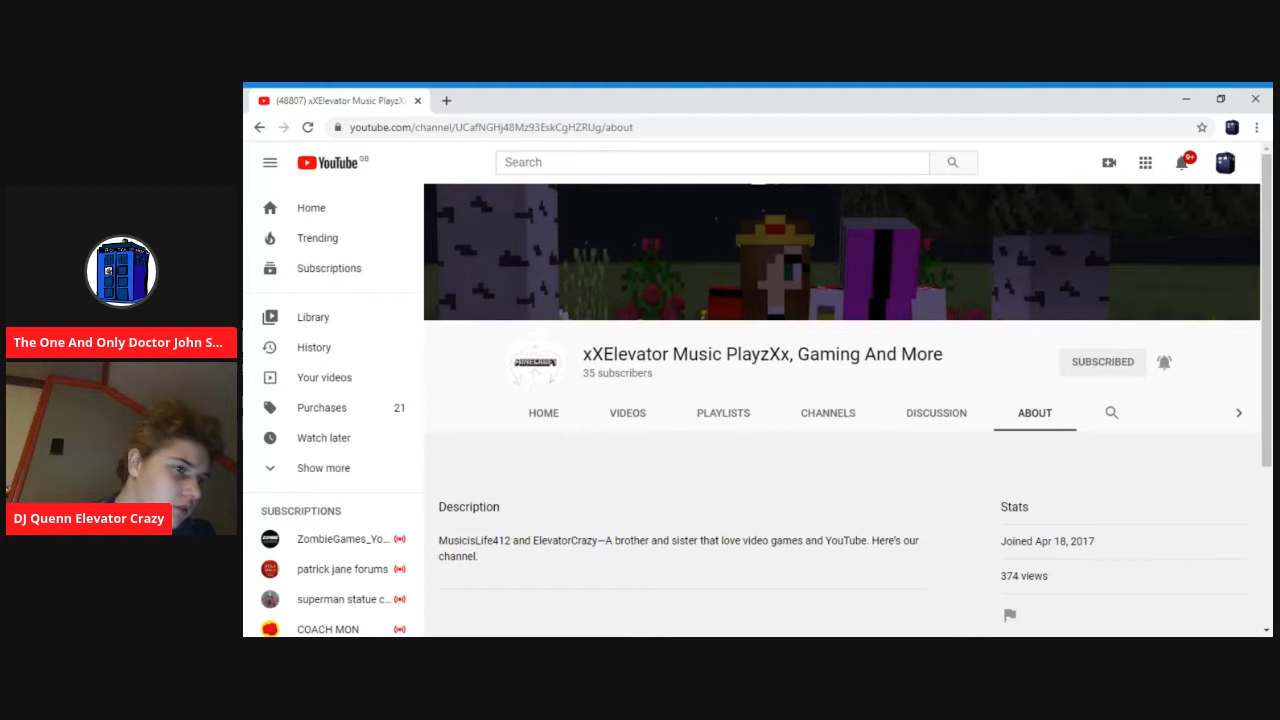 The One And Only Doctor John S...
DJ Quenn Elevator Crazy
(48807) xXElevator Music PlayzX
youtube.com/channel/UCafNGHj48Mz93EskCgHZRUg/about
YouTube GB
Search
9+
Home
Trending
Subscriptions
Library
History
Your videos
Purchases 21
Watch later
Show more
SUBSCRIPTIONS
ZombieGames_Yo...
patrick jane forums
superman statue c...
COACH MON
xXElevator Music PlayzXx, Gaming And More
35 subscribers
SUBSCRIBED
HOME VIDEOS PLAYLISTS CHANNELS DISCUSSION ABOUT
Description
MusicisLife412 and ElevatorCrazy—A brother and sister that love video games and YouTube. Here's our
channel.
Stats
Joined Apr 18, 2017
374 views